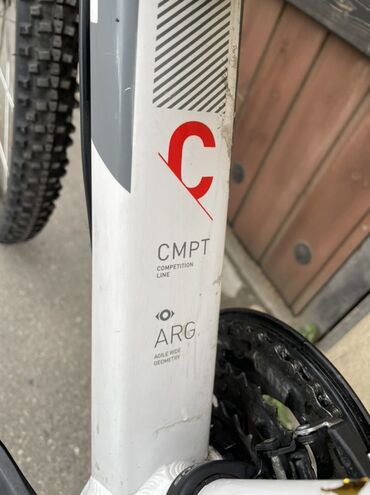 C
CMPT
COMPETITION
LINE
ARG
AGILE RIDE
GEOMETRY